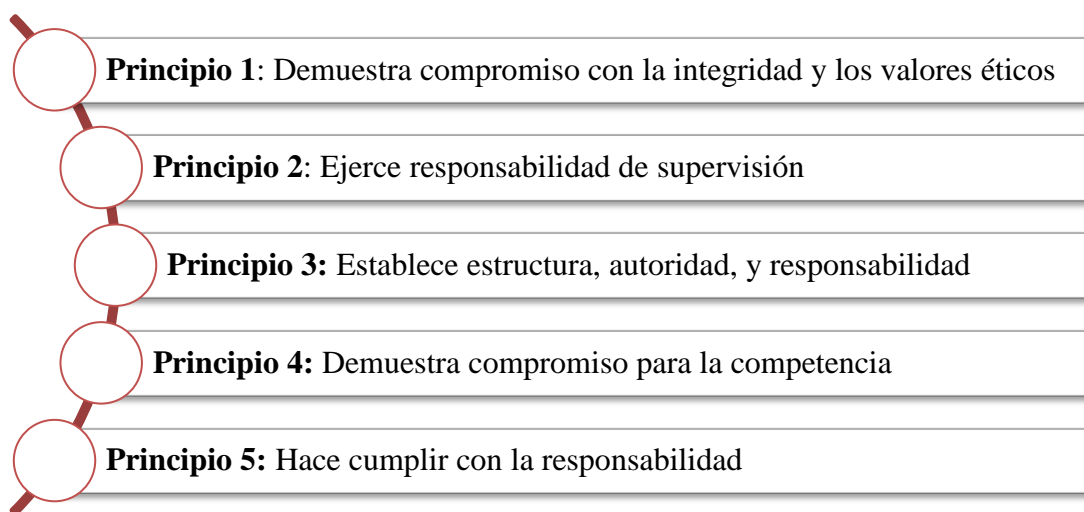 Principio 1: Demuestra compromiso con la integridad y los valores éticos
Principio 2: Ejerce responsabilidad de supervisión
Principio 3: Establece estructura, autoridad, y responsabilidad
Principio 4: Demuestra compromiso para la competencia
Principio 5: Hace cumplir con la responsabilidad